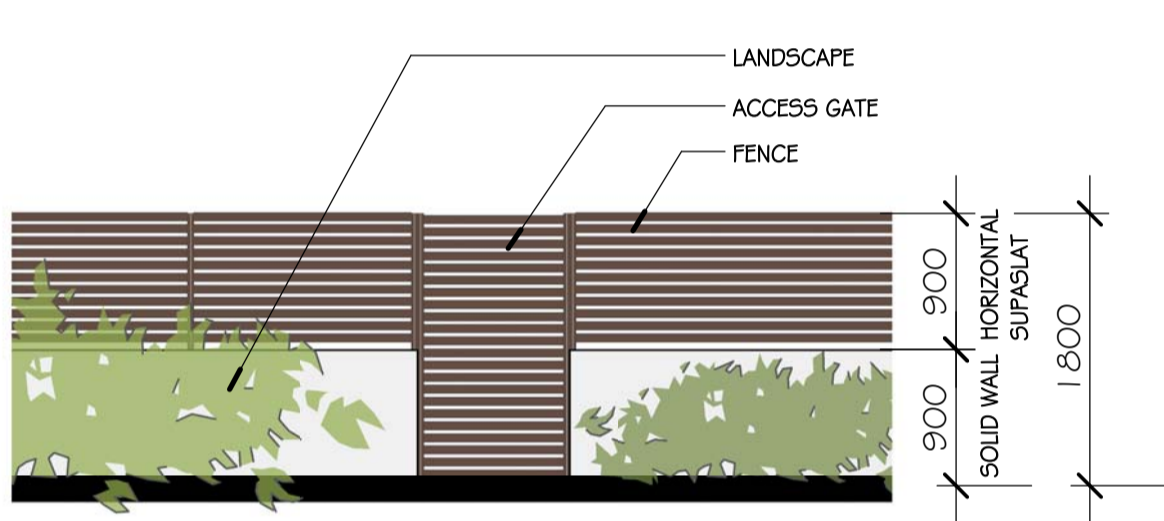 LANDSCAPE
ACCESS GATE
FENCE
900
HORIZONTAL
SUPASLAT
1800
900
SOLID WALL